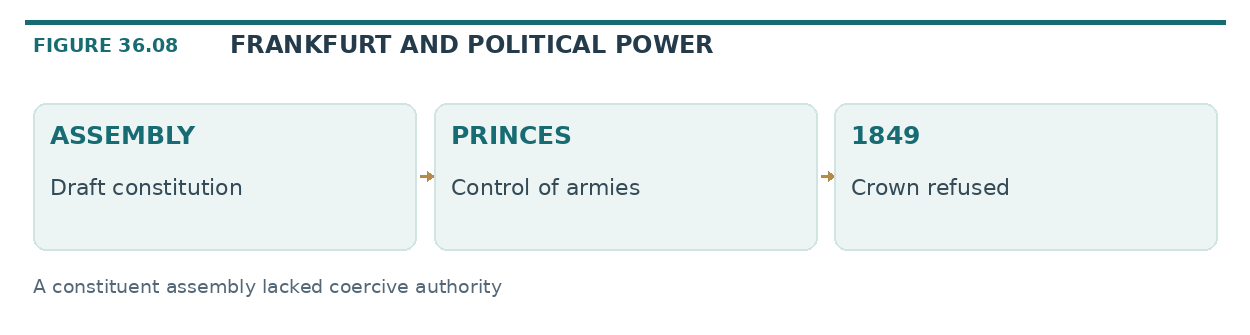 FIGURE 36.08 FRANKFURT AND POLITICAL POWER
ASSEMBLY
Draft constitution
PRINCES
Control of armies
1849
Crown refused
A constituent assembly lacked coercive authority